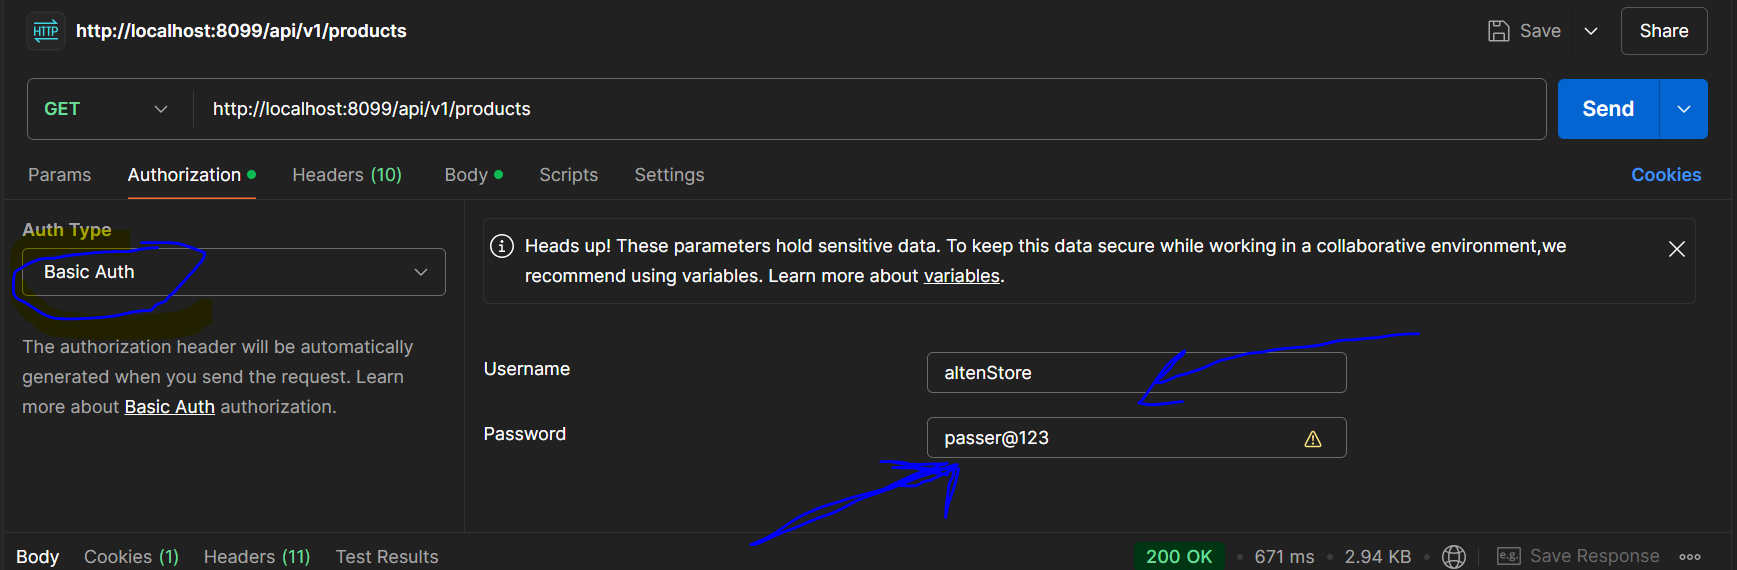 HTTP http://localhost:8099/api/v1/products Save Share
GET http://localhost:8099/api/v1/products Send
Params Authorization Headers (10) Body Scripts Settings Cookies
Auth Type
Basic Auth
The authorization header will be automatically
generated when you send the request. Learn
more about Basic Auth authorization.
Heads up! These parameters hold sensitive data. To keep this data secure while working in a collaborative environment,we
recommend using variables. Learn more about variables.
Username altenStore
Password passer@123
Body Cookies (1) Headers (11) Test Results 200 OK • 671 ms • 2.94 KB • e.g. Save Response